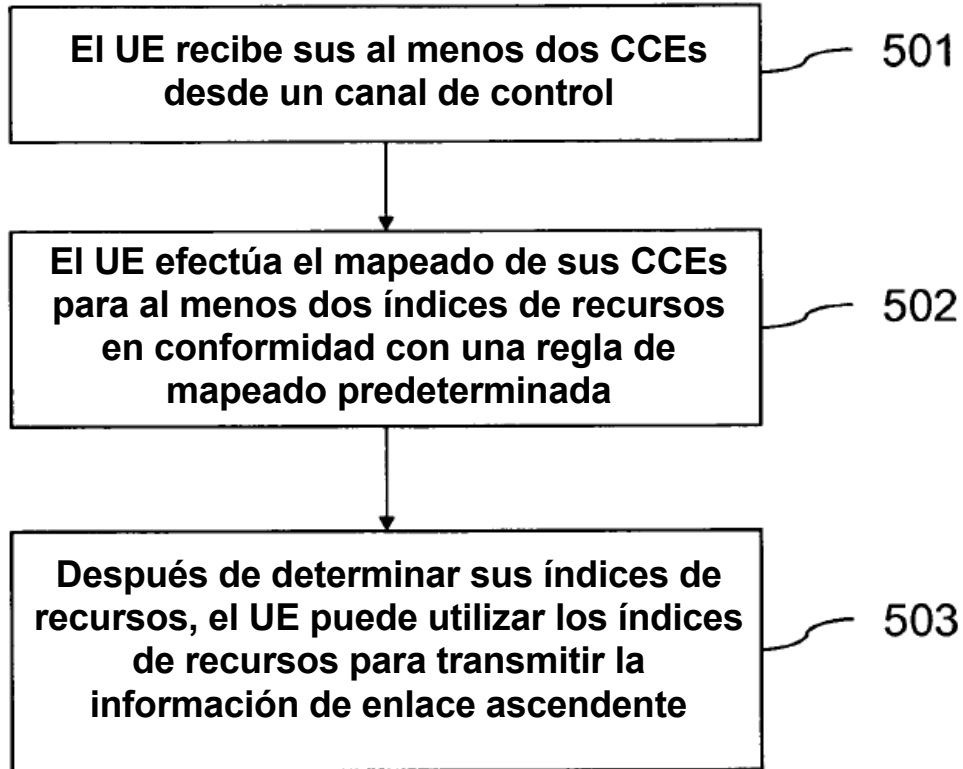 El UE recibe sus al menos dos CCEs
desde un canal de control
501
El UE efectúa el mapeado de sus CCEs
para al menos dos índices de recursos
en conformidad con una regla de
mapeado predeterminada
502
Después de determinar sus índices de
recursos, el UE puede utilizar los índices
de recursos para transmitir la
información de enlace ascendente
503